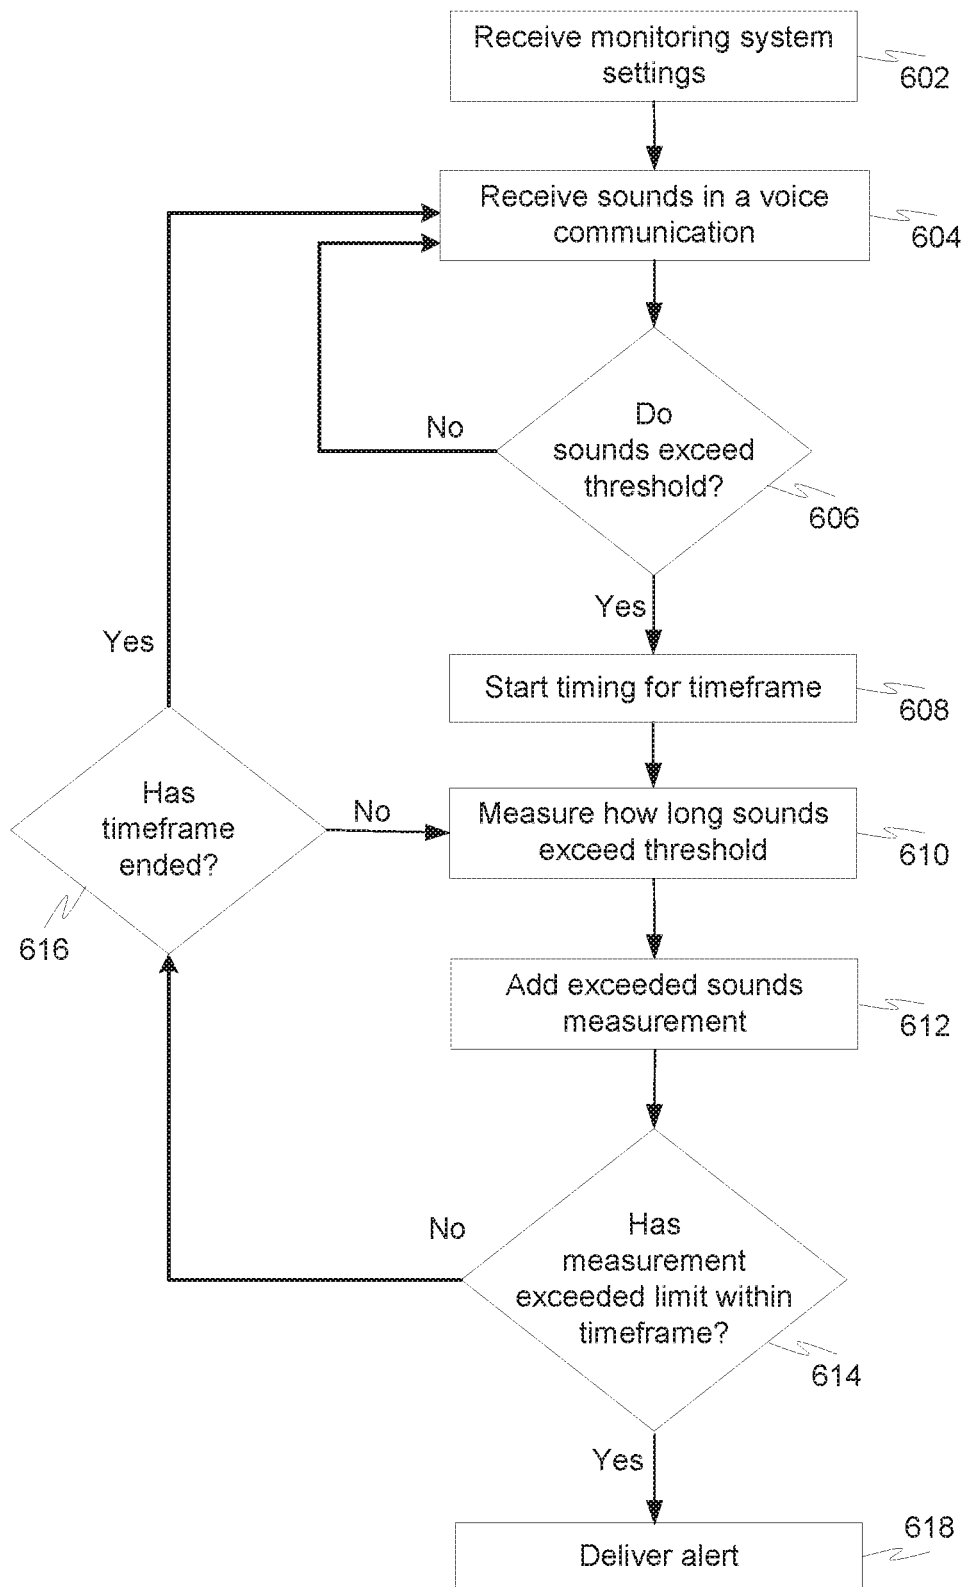 Receive monitoring system
settings
602
Receive sounds in a voice
communication
604
Do
sounds exceed
threshold?
606
No
Yes
Start timing for timeframe
608
Measure how long sounds
exceed threshold
610
Add exceeded sounds
measurement
612
Has
measurement
exceeded limit within
timeframe?
614
No
Has
timeframe
ended?
616
No
Yes
Yes
Deliver alert
618